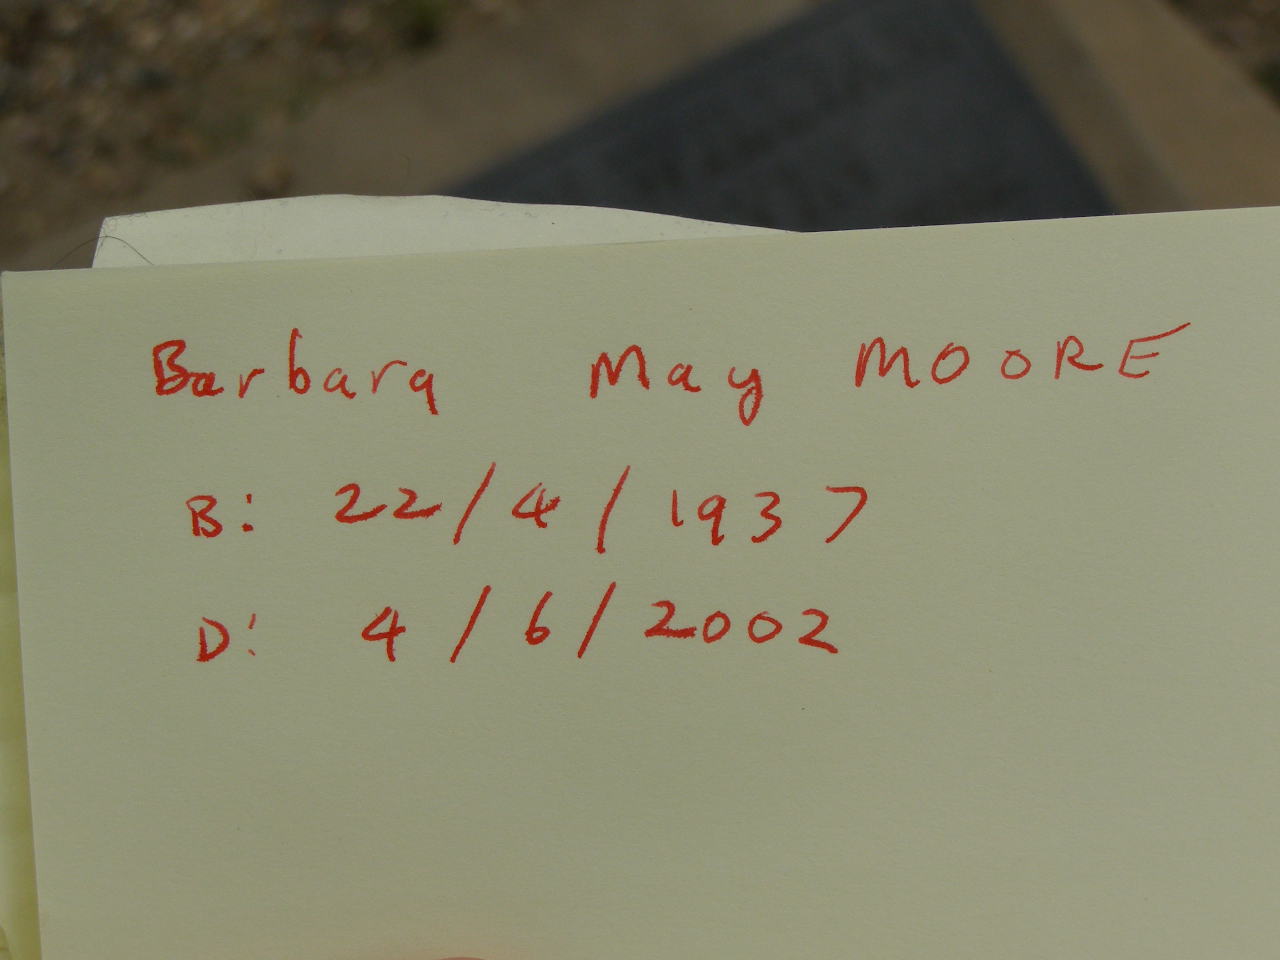 Barbara May MOORE
B: 22/4/1937
D: 4/6/2002